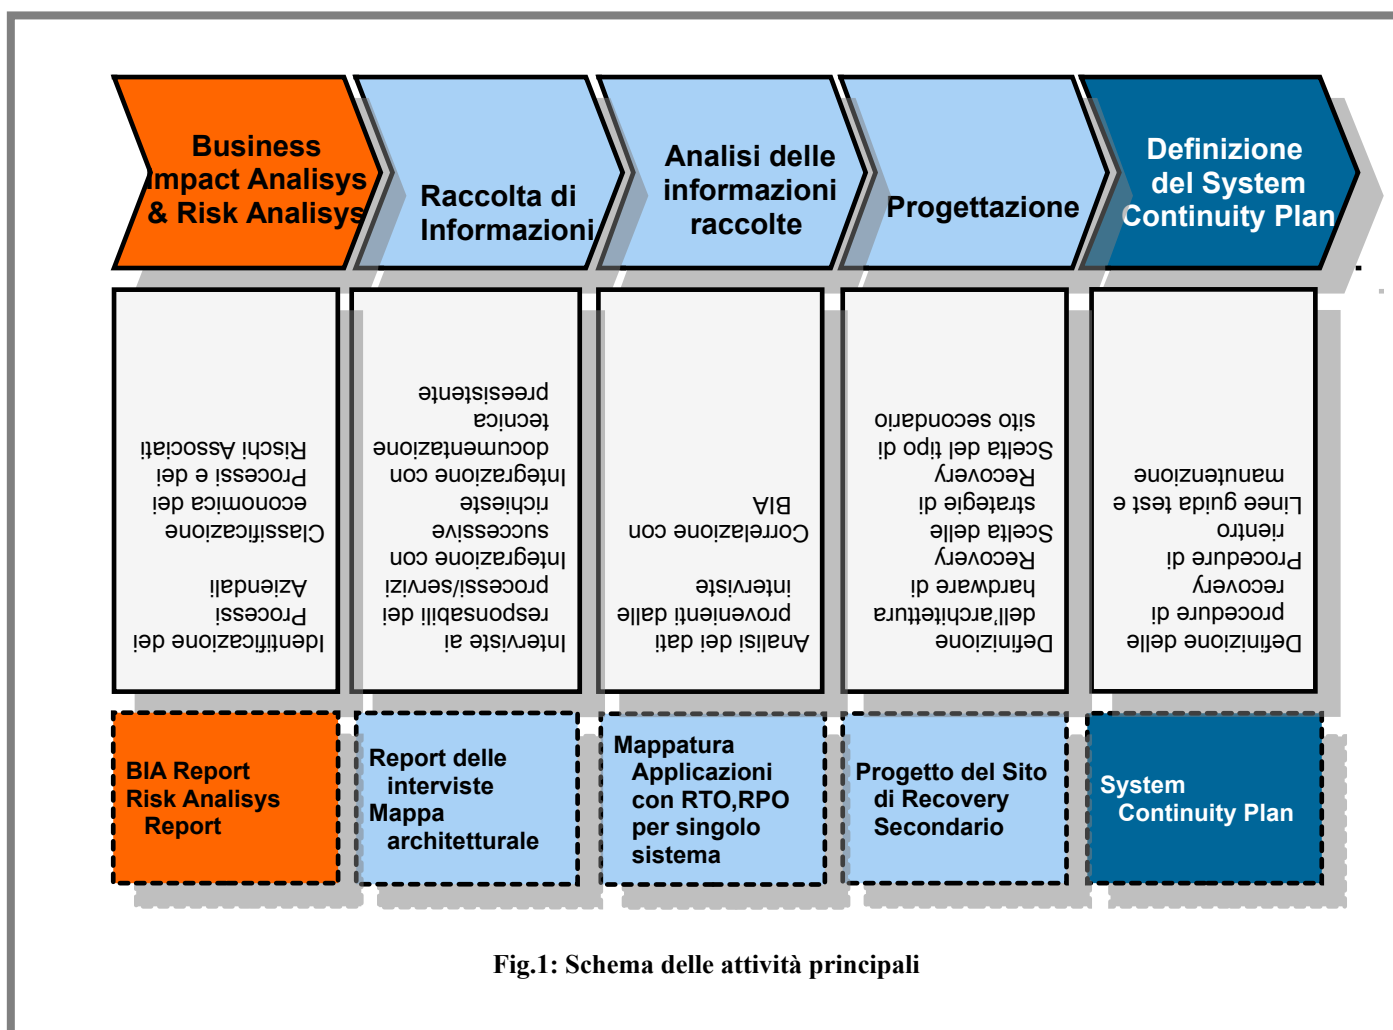 Business
Impact Analisys
& Risk Analisys
Raccolta di
Informazioni
Analisi delle
informazioni
raccolte
Progettazione
Definizione
del System
Continuity Plan
Identificazione dei
Processi
Aziendali
Classificazione
economica dei
Processi e dei
Rischi Associati
Interviste ai
responsabili dei
processi/servizi
Integrazione con
successive
richieste
Integrazione con
documentazione
tecnica
preesistente
Analisi dei dati
provenienti dalle
interviste
Correlazione con
BIA
Definizione
dell'architettura
hardware di
Recovery
Scelta delle
strategie di
Recovery
Scelta del tipo di
sito secondario
Definizione delle
procedure di
recovery
Procedure di
rientro
Linee guida test e
manutenzione
BIA Report
Risk Analisys
Report
Report delle
interviste
Mappa
architetturale
Mappatura
Applicazioni
con RTO,RPO
per singolo
sistema
Progetto del Sito
di Recovery
Secondario
System
Continuity Plan
Fig.1: Schema delle attività principali